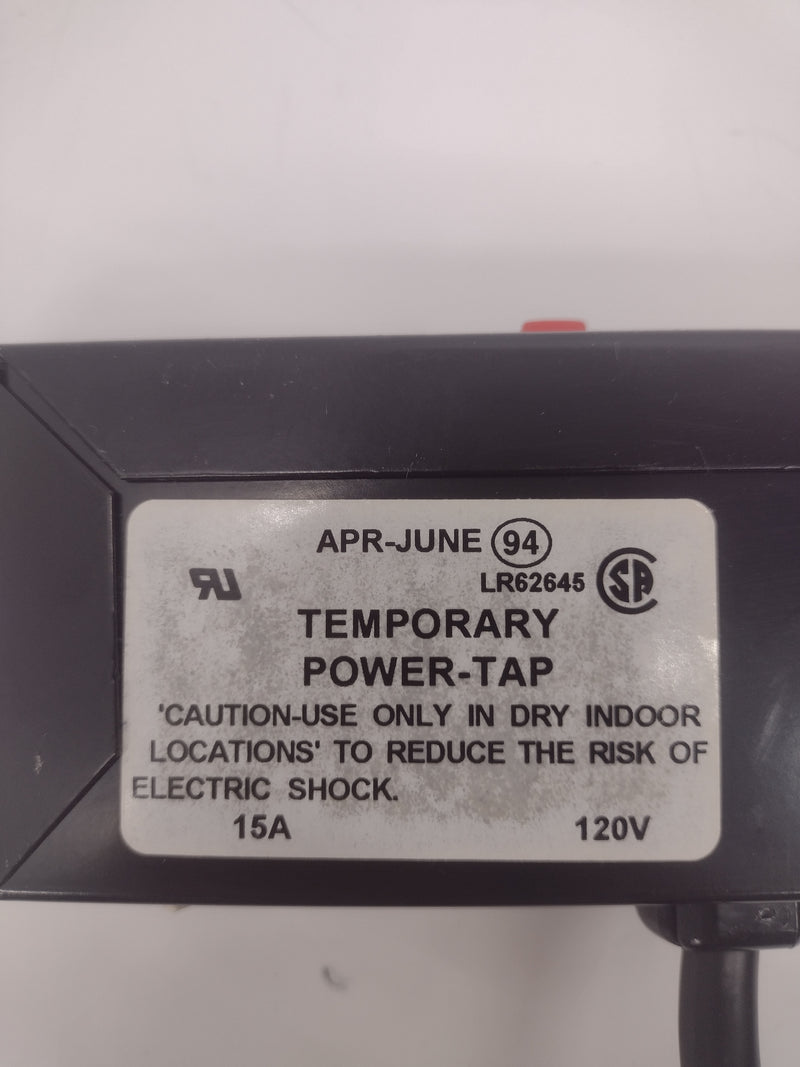 APR-JUNE 94
LR62645
TEMPORARY
POWER-TAP
'CAUTION-USE ONLY IN DRY INDOOR
LOCATIONS' TO REDUCE THE RISK OF
ELECTRIC SHOCK.
15A 120V